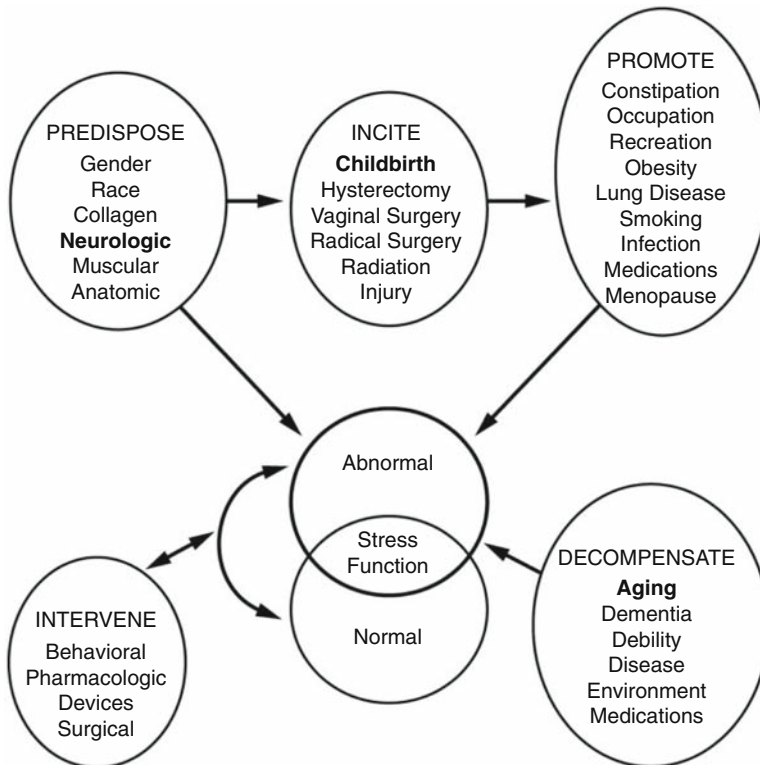 PREDISPOSE
Gender
Race
Collagen
Neurologic
Muscular
Anatomic
INCITE
Childbirth
Hysterectomy
Vaginal Surgery
Radical Surgery
Radiation
Injury
PROMOTE
Constipation
Occupation
Recreation
Obesity
Lung Disease
Smoking
Infection
Medications
Menopause
Abnormal
Stress
Function
Normal
INTERVENE
Behavioral
Pharmacologic
Devices
Surgical
DECOMPENSATE
Aging
Dementia
Debility
Disease
Environment
Medications